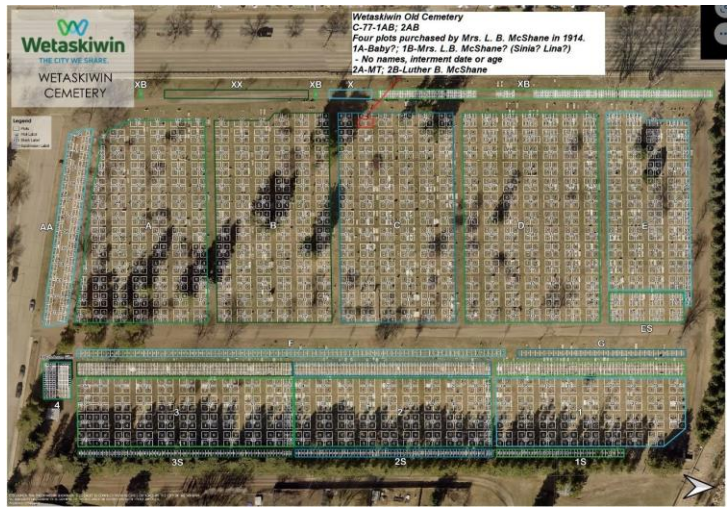 Wetaskiwin
THE CITY WE SHARE.
WETASKIWIN
CEMETERY
Wetaskiwin Old Cemetery
C-77-1AB; 2AB
Four plots purchased by Mrs. L. B. McShane in 1914.
1A-Baby?; 1B-Mrs. L.B. McShane? (Sinia? Lina?)
- No names, interment date or age
2A-MT; 2B-Luther B. McShane
XB XX XB X XB
Legend
AA A B C D E
ES
F G
4 3 2 1
3S 2S 1S